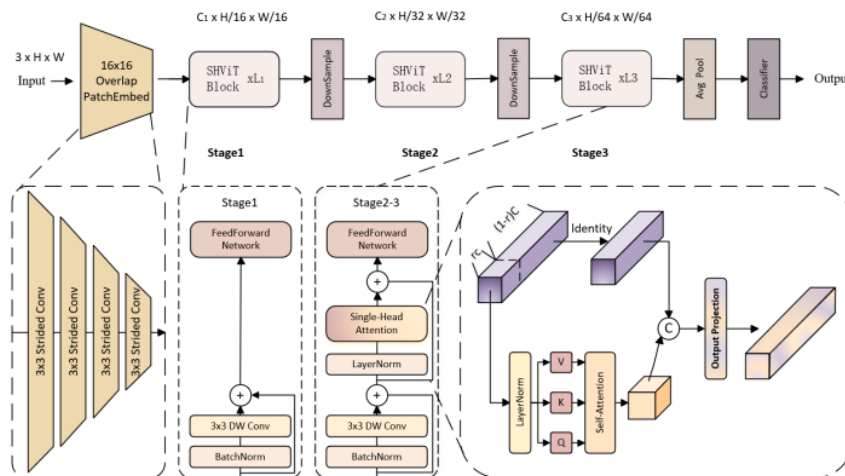 C₁ x H/16 x W/16
C₂ x H/32 x W/32
C₃ x H/64 x W/64
3 x H x W
Input
16x16
Overlap
PatchEmbed
SHViT
Block xL₁
DownSample
SHViT
Block xL2
DownSample
SHViT
Block xL3
Avg Pool
Classifier
Output
Stage1
Stage2
Stage3
3x3 Strided Conv
3x3 Strided Conv
3x3 Strided Conv
3x3 Strided Conv
Stage1
FeedForward
Network
+
3x3 DW Conv
BatchNorm
Stage2-3
FeedForward
Network
+
Single-Head
Attention
LayerNorm
+
3x3 DW Conv
BatchNorm
rC
(1-r)C
Identity
LayerNorm
V
K
Q
Self-Attention
C
Output Projection